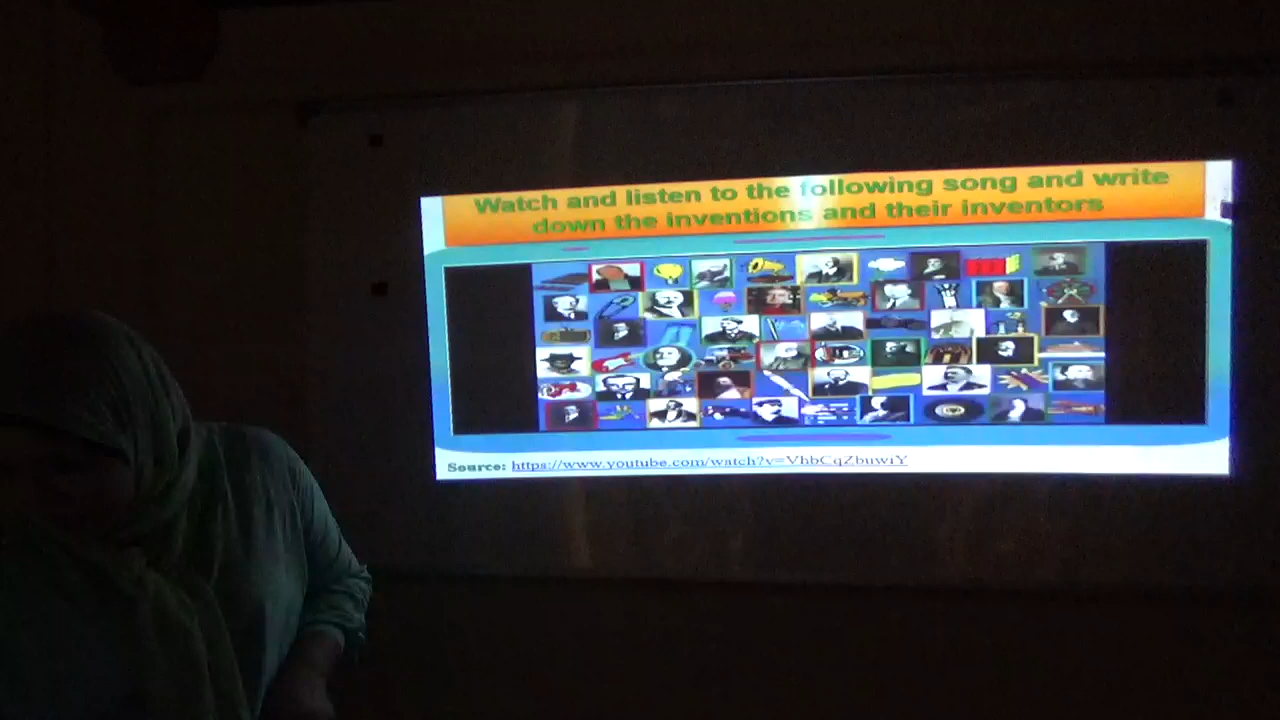 Watch and listen to the following song and write
down the inventions and their inventors
Source: https://www.youtube.com/watch?v=VhbCqZbuwiY